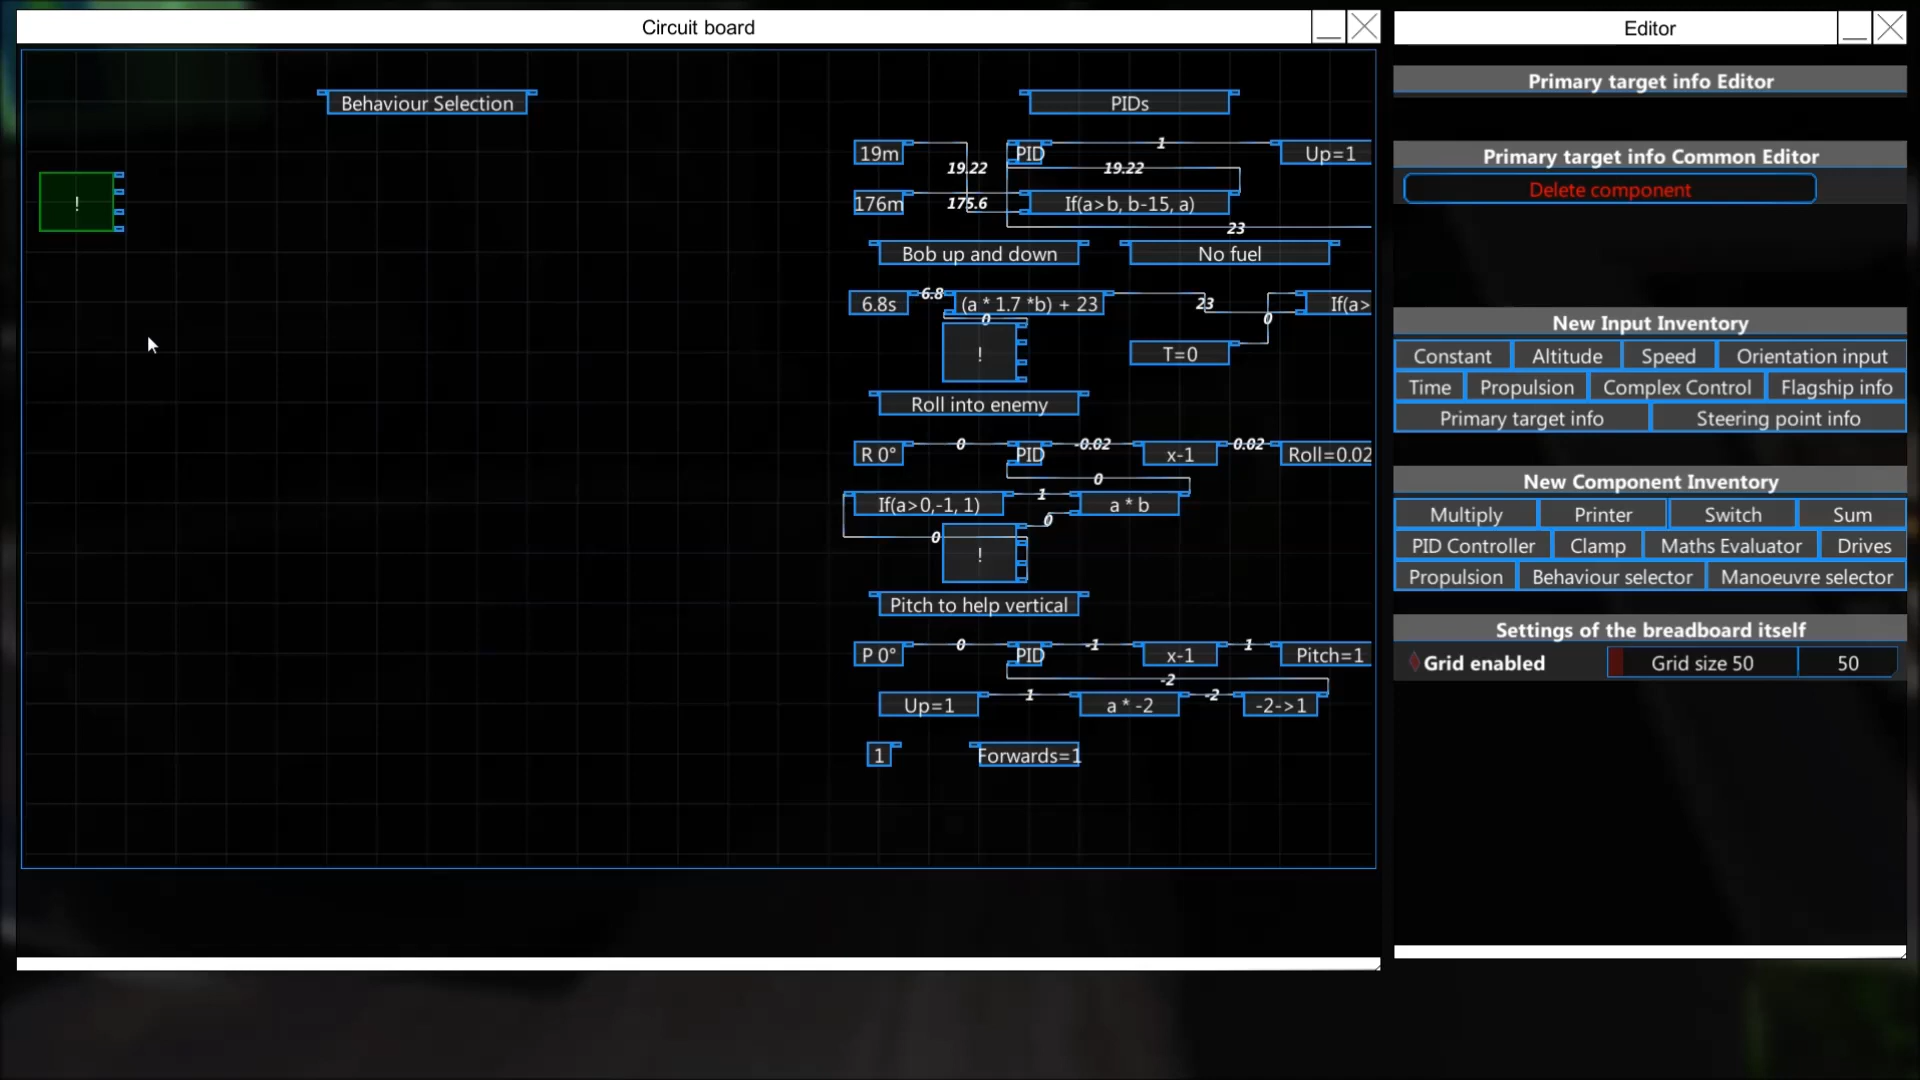 Circuit board
Behaviour Selection
PIDs
!
19m
PID
1
Up=1
19.22
19.22
176m
175.6
If(a>b, b-15, a)
23
Bob up and down
No fuel
6.8s
6.8
(a * 1.7 *b) + 23
23
If(a>
0
0
!
T=0
Roll into enemy
R 0°
0
PID
-0.02
x-1
0.02
Roll=0.02
0
If(a>0,-1, 1)
1
a * b
0
0
!
Pitch to help vertical
P 0°
0
PID
-1
x-1
1
Pitch=1
-2
Up=1
1
a * -2
-2
-2->1
1
Forwards=1
Editor
Primary target info Editor
Primary target info Common Editor
Delete component
New Input Inventory
Constant Altitude Speed Orientation input
Time Propulsion Complex Control Flagship info
Primary target info Steering point info
New Component Inventory
Multiply Printer Switch Sum
PID Controller Clamp Maths Evaluator Drives
Propulsion Behaviour selector Manoeuvre selector
Settings of the breadboard itself
Grid enabled Grid size 50 50